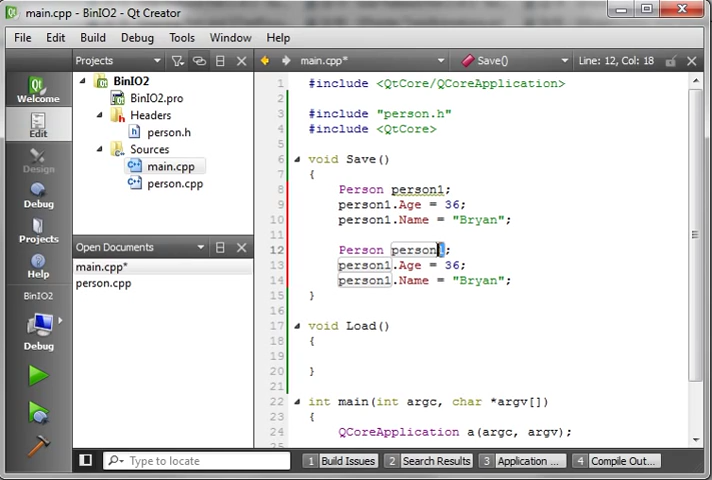 main.cpp* - BinIO2 - Qt Creator
File Edit Build Debug Tools Window Help
Projects main.cpp* Save() Line: 12, Col: 18
Welcome
Edit
Design
Debug
Projects
Help
BinIO2
Debug
BinIO2
BinIO2.pro
Headers
person.h
Sources
main.cpp
person.cpp
Open Documents
main.cpp*
person.cpp
1 #include <QtCore/QCoreApplication>
2
3 #include "person.h"
4 #include <QtCore>
5
6 void Save()
7 {
8 Person person1;
9 person1.Age = 36;
10 person1.Name = "Bryan";
11
12 Person person1;
13 person1.Age = 36;
14 person1.Name = "Bryan";
15 }
16
17 void Load()
18 {
19
20 }
21
22 int main(int argc, char *argv[])
23 {
24 QCoreApplication a(argc, argv);
25
Type to locate 1 Build Issues 2 Search Results 3 Application ... 4 Compile Out...